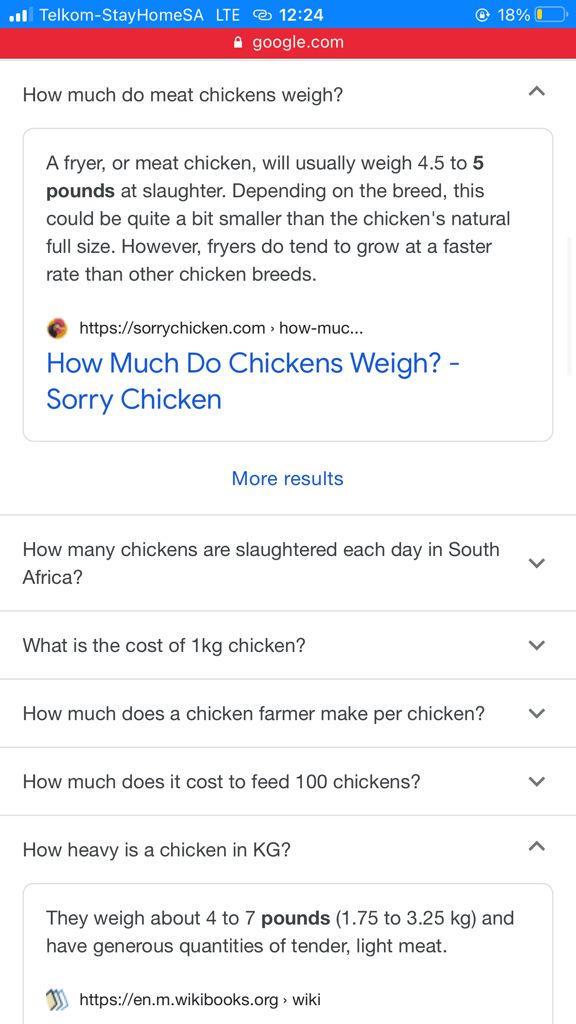 Telkom-StayHomeSA LTE 12:24 18%
google.com
How much do meat chickens weigh?
A fryer, or meat chicken, will usually weigh 4.5 to 5
pounds at slaughter. Depending on the breed, this
could be quite a bit smaller than the chicken's natural
full size. However, fryers do tend to grow at a faster
rate than other chicken breeds.
https://sorrychicken.com › how-muc...
How Much Do Chickens Weigh? -
Sorry Chicken
More results
How many chickens are slaughtered each day in South
Africa?
What is the cost of 1kg chicken?
How much does a chicken farmer make per chicken?
How much does it cost to feed 100 chickens?
How heavy is a chicken in KG?
They weigh about 4 to 7 pounds (1.75 to 3.25 kg) and
have generous quantities of tender, light meat.
https://en.m.wikibooks.org › wiki